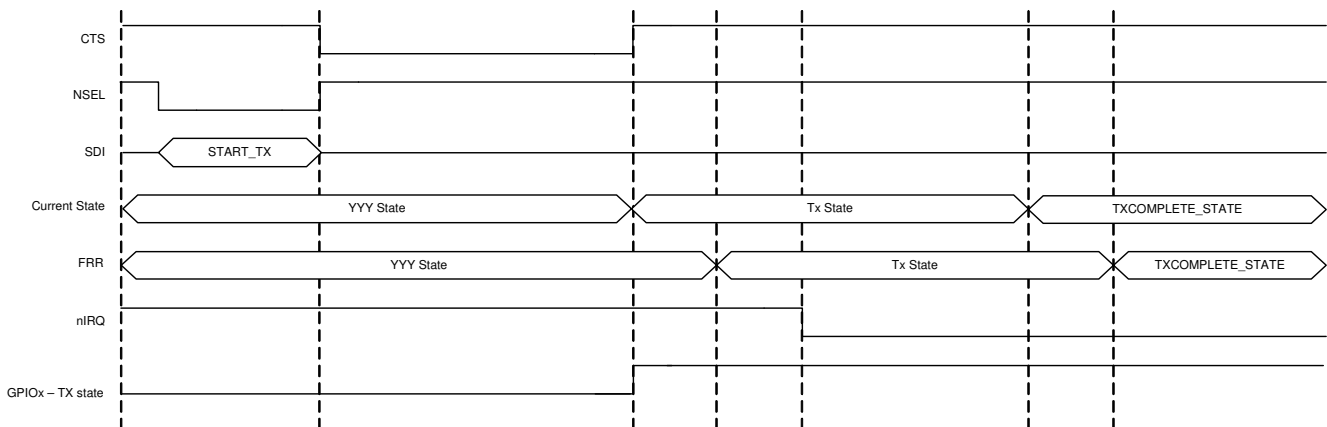 CTS
NSEL
SDI START_TX
Current State YYY State Tx State TXCOMPLETE_STATE
FRR YYY State Tx State TXCOMPLETE_STATE
nIRQ
GPIOx – TX state